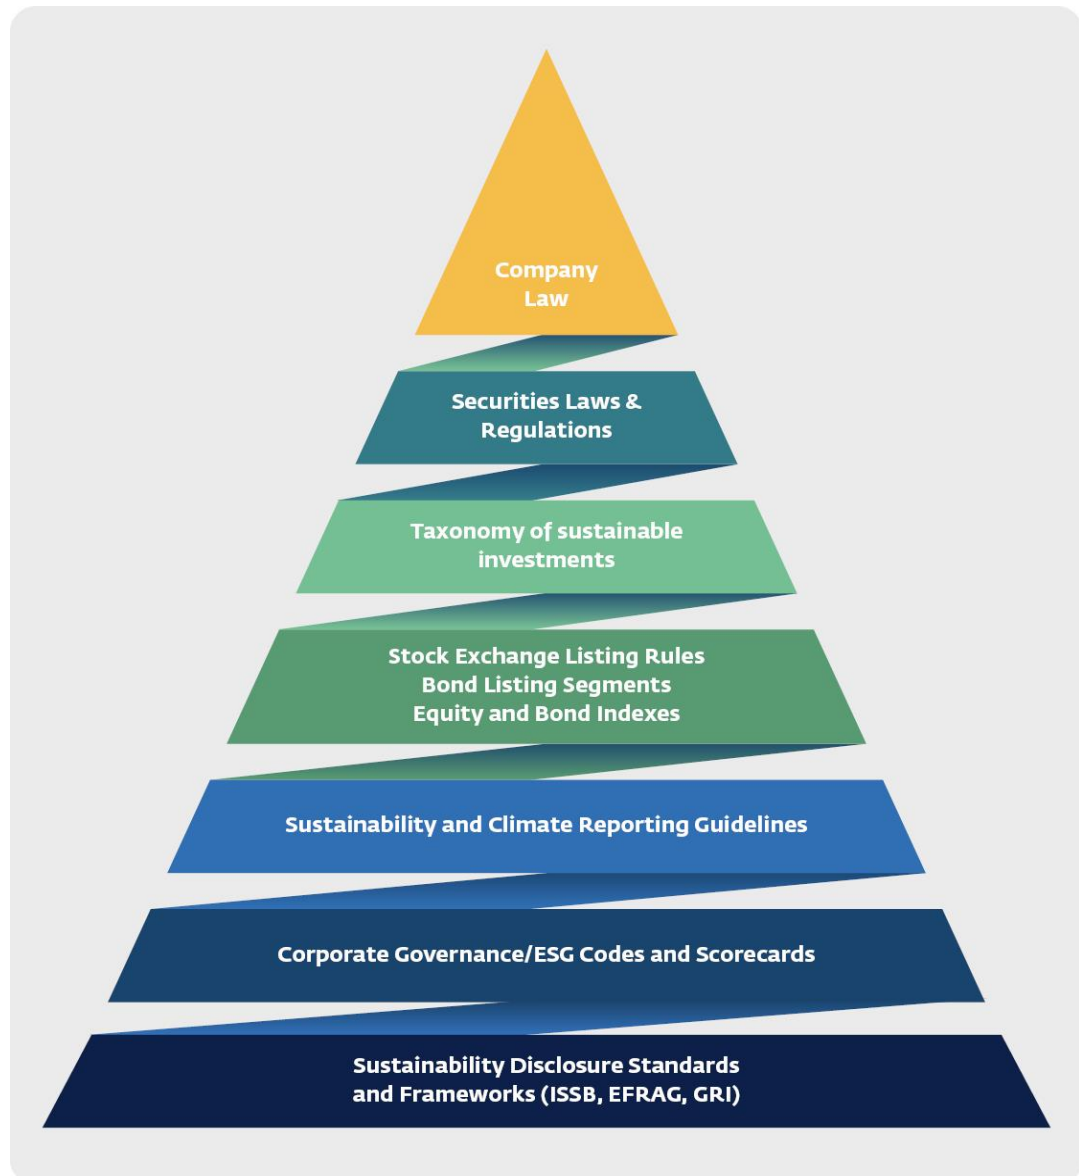 Company
Law
Securities Laws &
Regulations
Taxonomy of sustainable
investments
Stock Exchange Listing Rules
Bond Listing Segments
Equity and Bond Indexes
Sustainability and Climate Reporting Guidelines
Corporate Governance/ESG Codes and Scorecards
Sustainability Disclosure Standards
and Frameworks (ISSB, EFRAG, GRI)